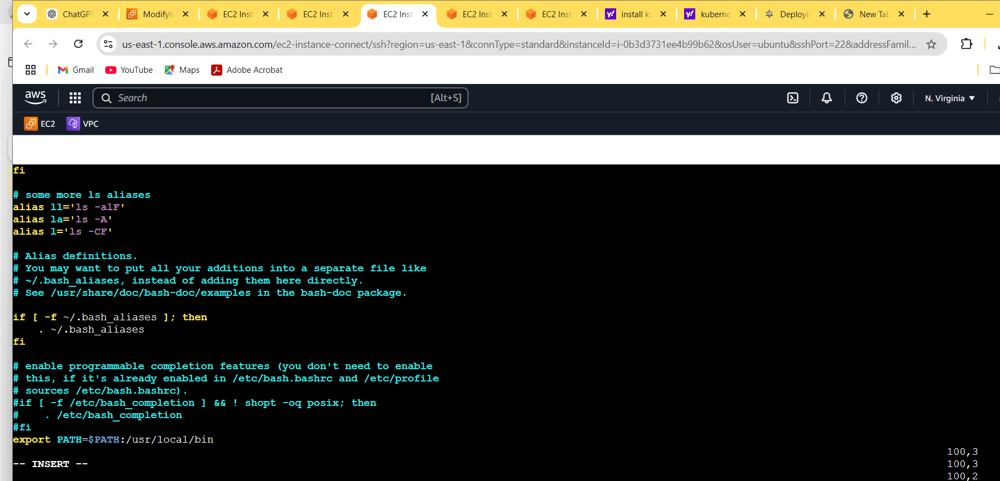 ChatGPT
ModifyIn
EC2 Inst
EC2 Inst
EC2 Inst
EC2 Inst
EC2 Inst
install ku
kuberne
Deployin
New Tab
us-east-1.console.aws.amazon.com/ec2-instance-connect/ssh?region=us-east-1&connType=standard&instanceId=i-0b3d3731ee4b99b62&osUser=ubuntu&sshPort=22&addressFamil...
Gmail
YouTube
Maps
Adobe Acrobat
aws
Search
[Alt+S]
N. Virginia
EC2
VPC
fi
# some more ls aliases
alias ll='ls -alF'
alias la='ls -A'
alias l='ls -CF'
# Alias definitions.
# You may want to put all your additions into a separate file like
# ~/.bash_aliases, instead of adding them here directly.
# See /usr/share/doc/bash-doc/examples in the bash-doc package.
if [ -f ~/.bash_aliases ]; then
    . ~/.bash_aliases
fi
# enable programmable completion features (you don't need to enable
# this, if it's already enabled in /etc/bash.bashrc and /etc/profile
# sources /etc/bash.bashrc).
#if [ -f /etc/bash_completion ] && ! shopt -oq posix; then
#    . /etc/bash_completion
#fi
export PATH=$PATH:/usr/local/bin
100,3
-- INSERT --
100,3
100,2